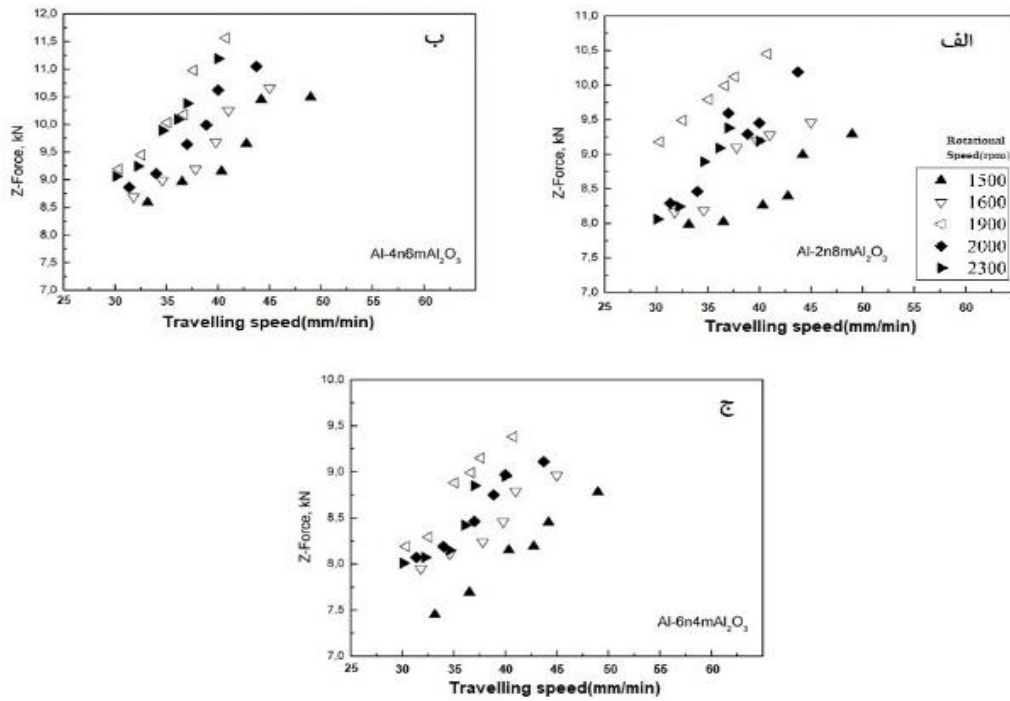 ب
12,0
11,5
11,0
10,5
10,0
9,5
9,0
8,5
8,0
7,5
7,0
Z-Force, kN
25 30 35 40 45 50 55 60
Travelling speed(mm/min)
Al-4n6mAl₂O₃
الف
11,0
10,5
10,0
9,5
9,0
8,5
8,0
7,5
7,0
Z-Force, kN
25 30 35 40 45 50 55 60
Travelling speed(mm/min)
Al-2n8mAl₂O₃
Rotational
Speed(rpm)
1500
1600
1900
2000
2300
ج
10,0
9,5
9,0
8,5
8,0
7,5
7,0
Z-Force, kN
25 30 35 40 45 50 55 60
Travelling speed(mm/min)
Al-6n4mAl₂O₃